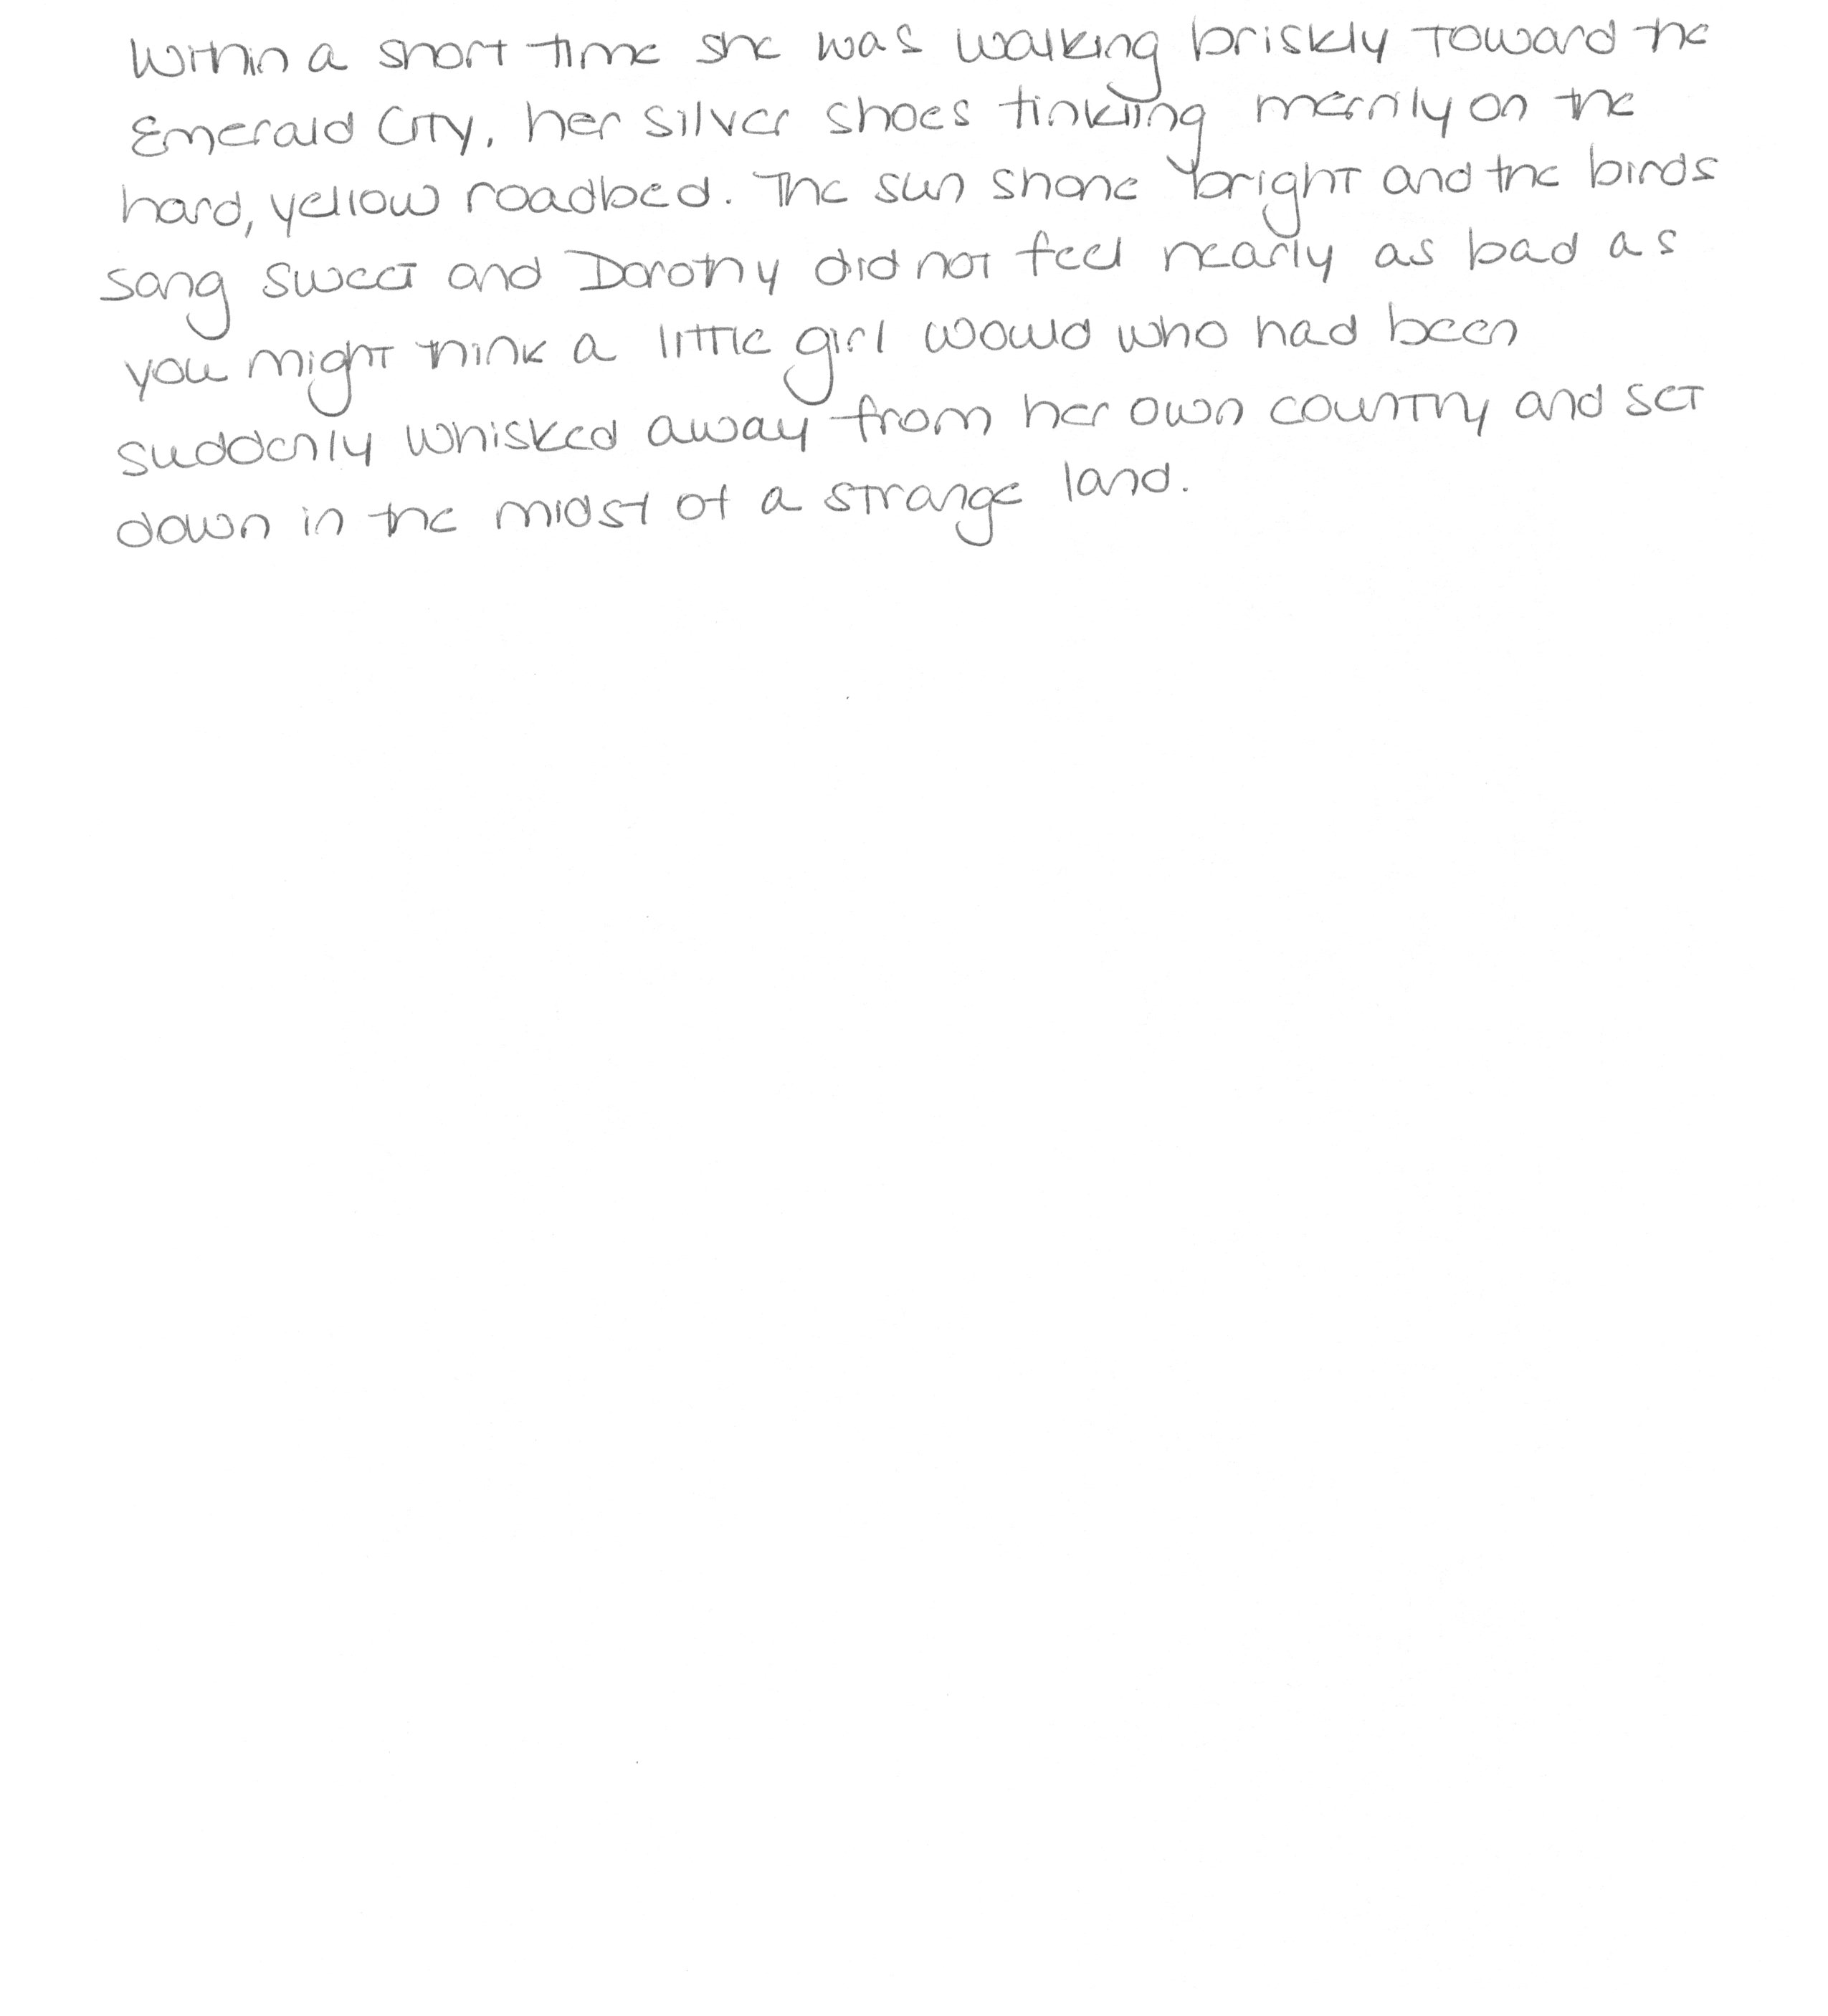 Within a short time she was walking briskly toward the
Emerald City, her silver shoes tinkling merrily on the
hard, yellow roadbed. The sun shone bright and the birds
sang sweet and Dorothy did not feel nearly as bad as
you might think a little girl would who had been
suddenly whisked away from her own country and set
down in the midst of a strange land.